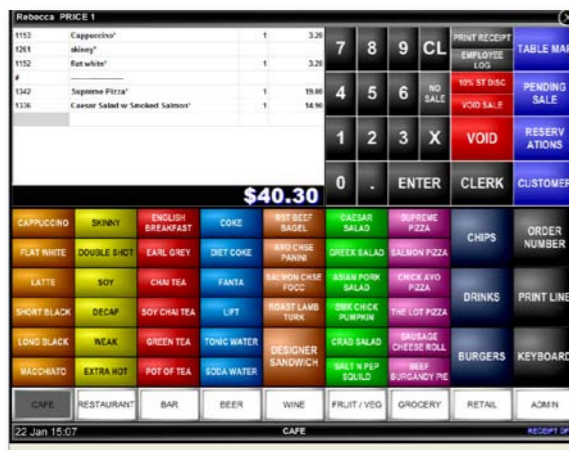 Rebecca PRICE 1
1153 Cappuccino* 1 3.20
1261 skinny*
1152 flat white* 1 3.20
# --------------------
1342 Supreme Pizza* 1 19.00
1336 Caesar Salad w Smoked Salmon* 1 14.90
$40.30
7 8 9 CL
PRINT RECEIPT
EMPLOYEE LOG
TABLE MAP
4 5 6 NO SALE
10% ST DISC
VOID SALE
PENDING SALE
1 2 3 X VOID
RESERVATIONS
0 . ENTER CLERK CUSTOMER
CAPPUCCINO SKINNY ENGLISH BREAKFAST COKE RST BEEF BAGEL CAESAR SALAD SUPREME PIZZA CHIPS ORDER NUMBER
FLAT WHITE DOUBLE SHOT EARL GREY DIET COKE AVO CHSE PANINI GREEK SALAD SALMON PIZZA
LATTE SOY CHAI TEA FANTA SALMON CHSE FOCC ASIAN PORK SALAD CHICK AVO PIZZA DRINKS PRINT LINE
SHORT BLACK DECAF SOY CHAI TEA LIFT ROAST LAMB TURK BMK CHICK PUMPKIN THE LOT PIZZA
LONG BLACK WEAK GREEN TEA TONIC WATER DESIGNER SANDWICH CRAB SALAD SAUSAGE CHEESE ROLL BURGERS KEYBOARD
MACCHIATO EXTRA HOT POT OF TEA SODA WATER SALT N PEP SQUILD BEEF BURGANDY PIE
CAFE RESTAURANT BAR BEER WINE FRUIT / VEG GROCERY RETAIL ADMIN
22 Jan 15:07 CAFE RECEIPT OF